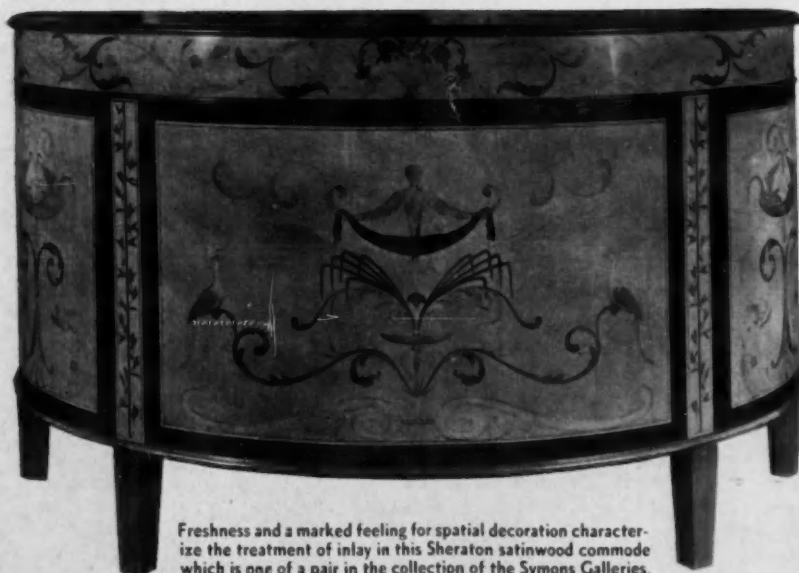 Freshness and a marked feeling for spatial decoration character-
ize the treatment of inlay in this Sheraton satinwood commode
which is one of a pair in the collection of the Symons Galleries.